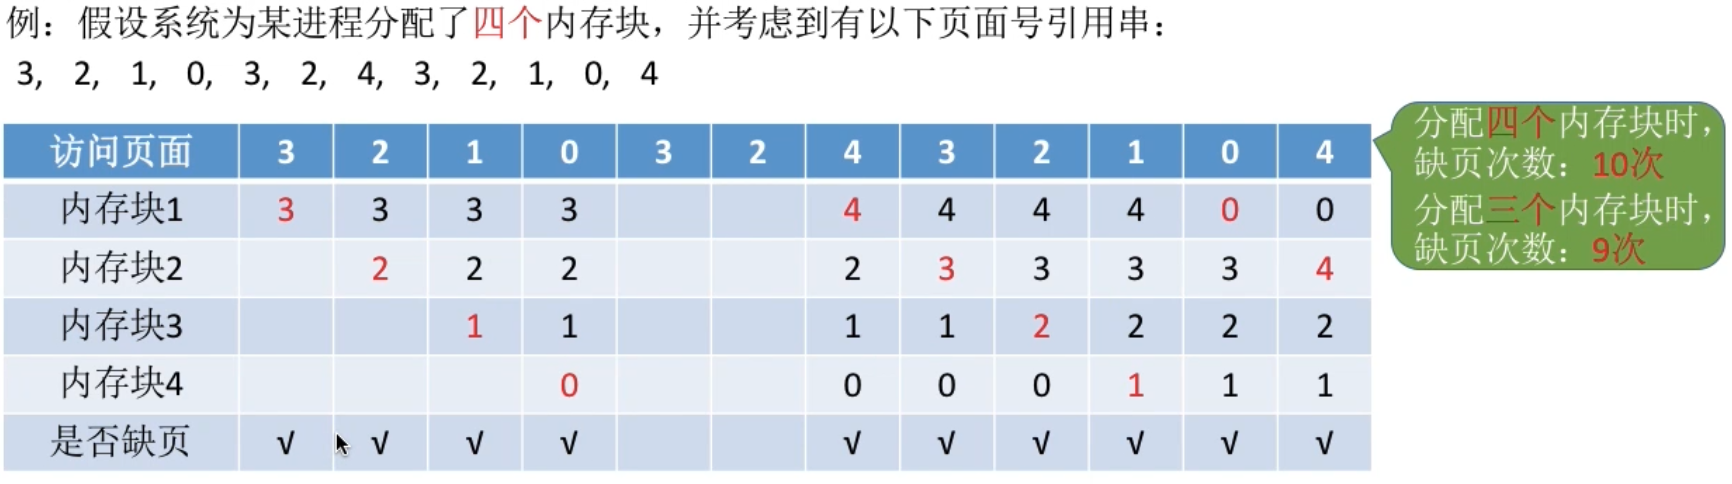 例：假设系统为某进程分配了四个内存块，并考虑到有以下页面号引用串：
3, 2, 1, 0, 3, 2, 4, 3, 2, 1, 0, 4
访问页面 3 2 1 0 3 2 4 3 2 1 0 4
内存块1 3 3 3 3 4 4 4 4 0 0
内存块2 2 2 2 2 3 3 3 3 4
内存块3 1 1 1 1 2 2 2 2
内存块4 0 0 0 0 1 1 1
是否缺页 √ √ √ √ √ √ √ √ √ √
分配四个内存块时，
缺页次数：10次
分配三个内存块时，
缺页次数：9次